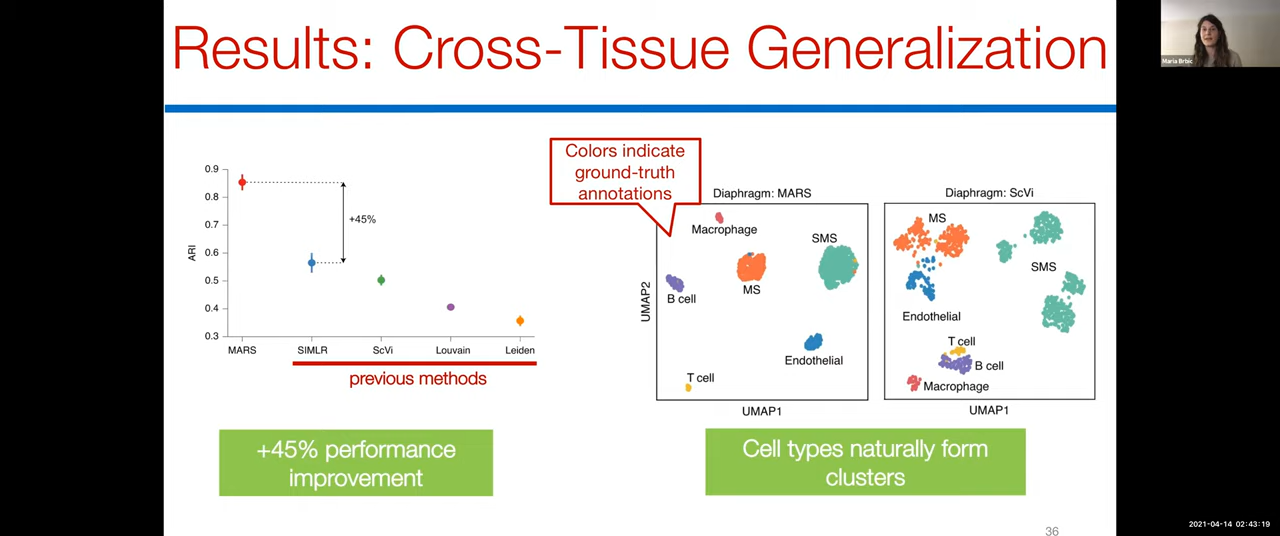 Results: Cross-Tissue Generalization
Maria Brbic
0.9
0.8
0.7
0.6
0.5
0.4
0.3
ARI
+45%
MARS
SIMLR
ScVi
Louvain
Leiden
previous methods
+45% performance
improvement
Colors indicate
ground-truth
annotations
Diaphragm: MARS
Macrophage
SMS
B cell
MS
Endothelial
T cell
UMAP2
UMAP1
Diaphragm: ScVi
MS
SMS
Endothelial
T cell
B cell
Macrophage
UMAP1
Cell types naturally form
clusters
36
2021-04-14 02:43:19